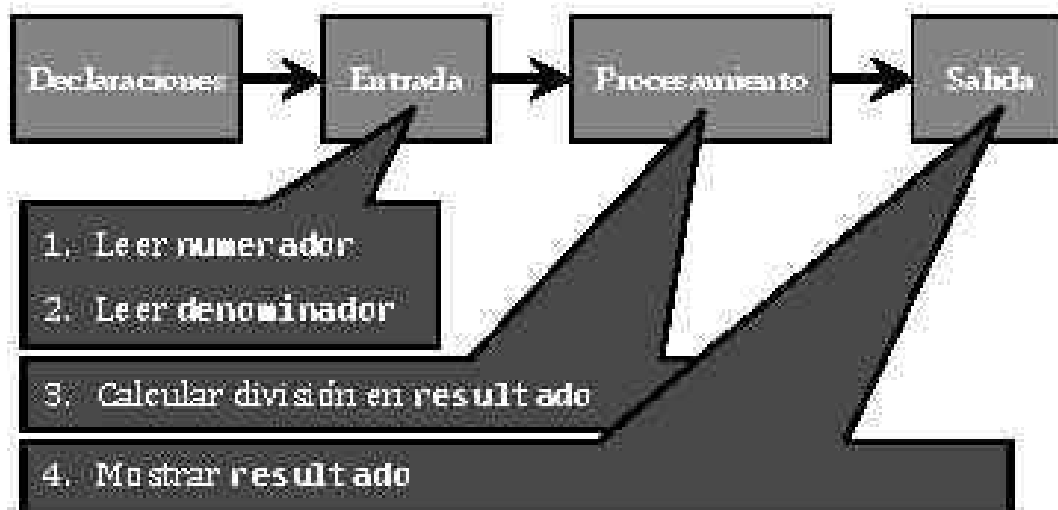 Declaraciones
Entrada
Procesamiento
Salida
1. Leer numerador
2. Leer denominador
3. Calcular división en resultado
4. Mostrar resultado